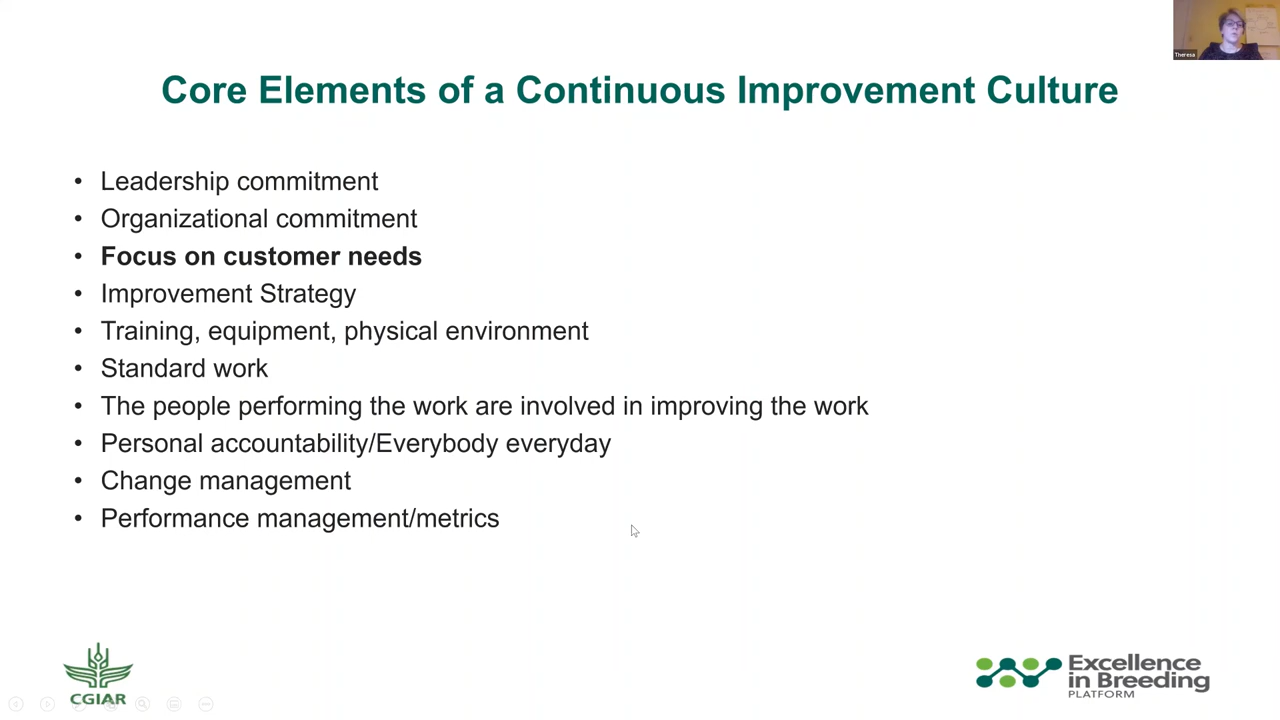 Theresa
Core Elements of a Continuous Improvement Culture
• Leadership commitment
• Organizational commitment
• Focus on customer needs
• Improvement Strategy
• Training, equipment, physical environment
• Standard work
• The people performing the work are involved in improving the work
• Personal accountability/Everybody everyday
• Change management
• Performance management/metrics
CGIAR
Excellence
in Breeding
PLATFORM